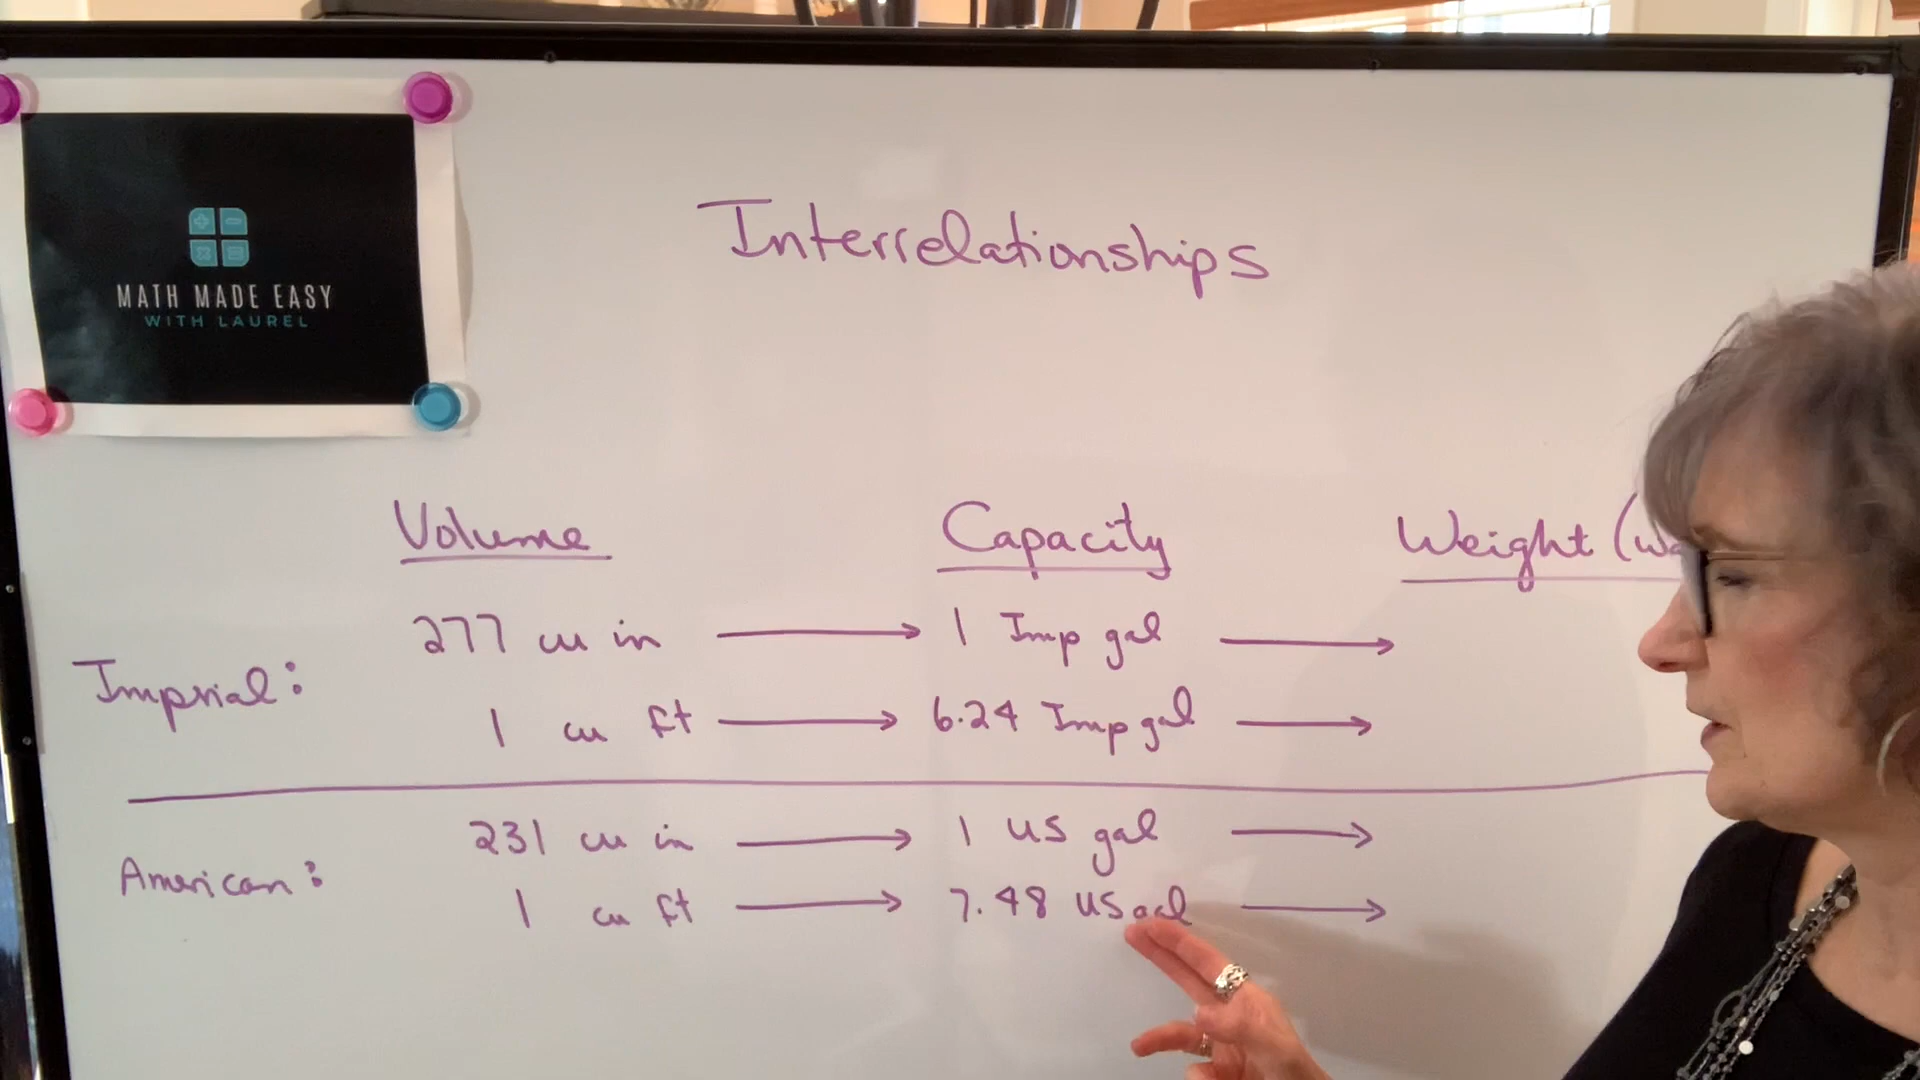 MATH MADE EASY
WITH LAUREL
Interrelationships
Volume Capacity Weight
Imperial:
277 cu in → 1 Imp gal →
1 cu ft → 6.24 Imp gal →
American:
231 cu in → 1 US gal →
1 cu ft → 7.48 US gal →